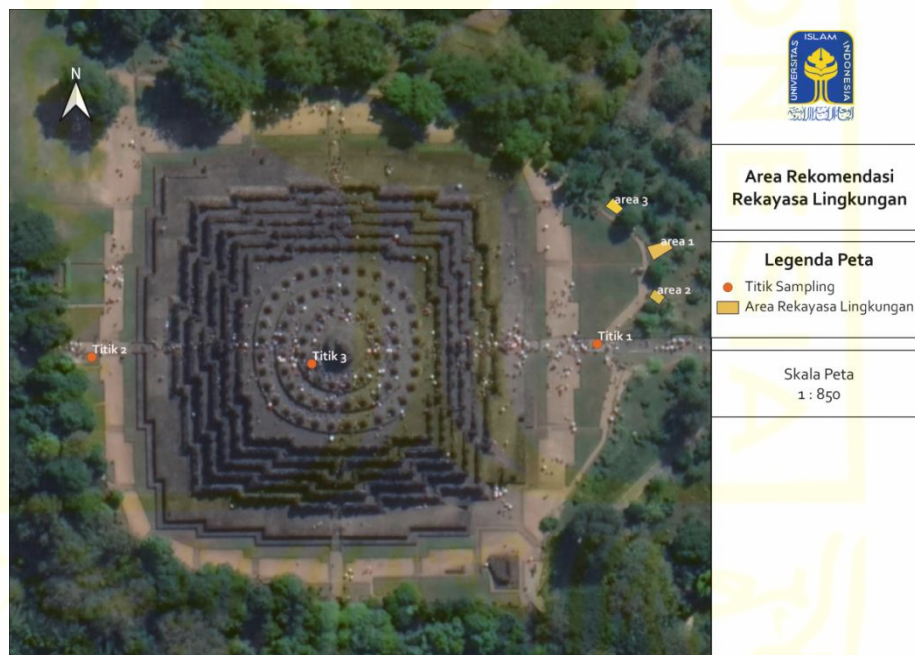 N
area 3
area 1
area 2
Titik 1
Titik 2
Titik 3
UNIVERSITAS
ISLAM
INDONESIA
Area Rekomendasi
Rekayasa Lingkungan
Legenda Peta
Titik Sampling
Area Rekayasa Lingkungan
Skala Peta
1 : 850